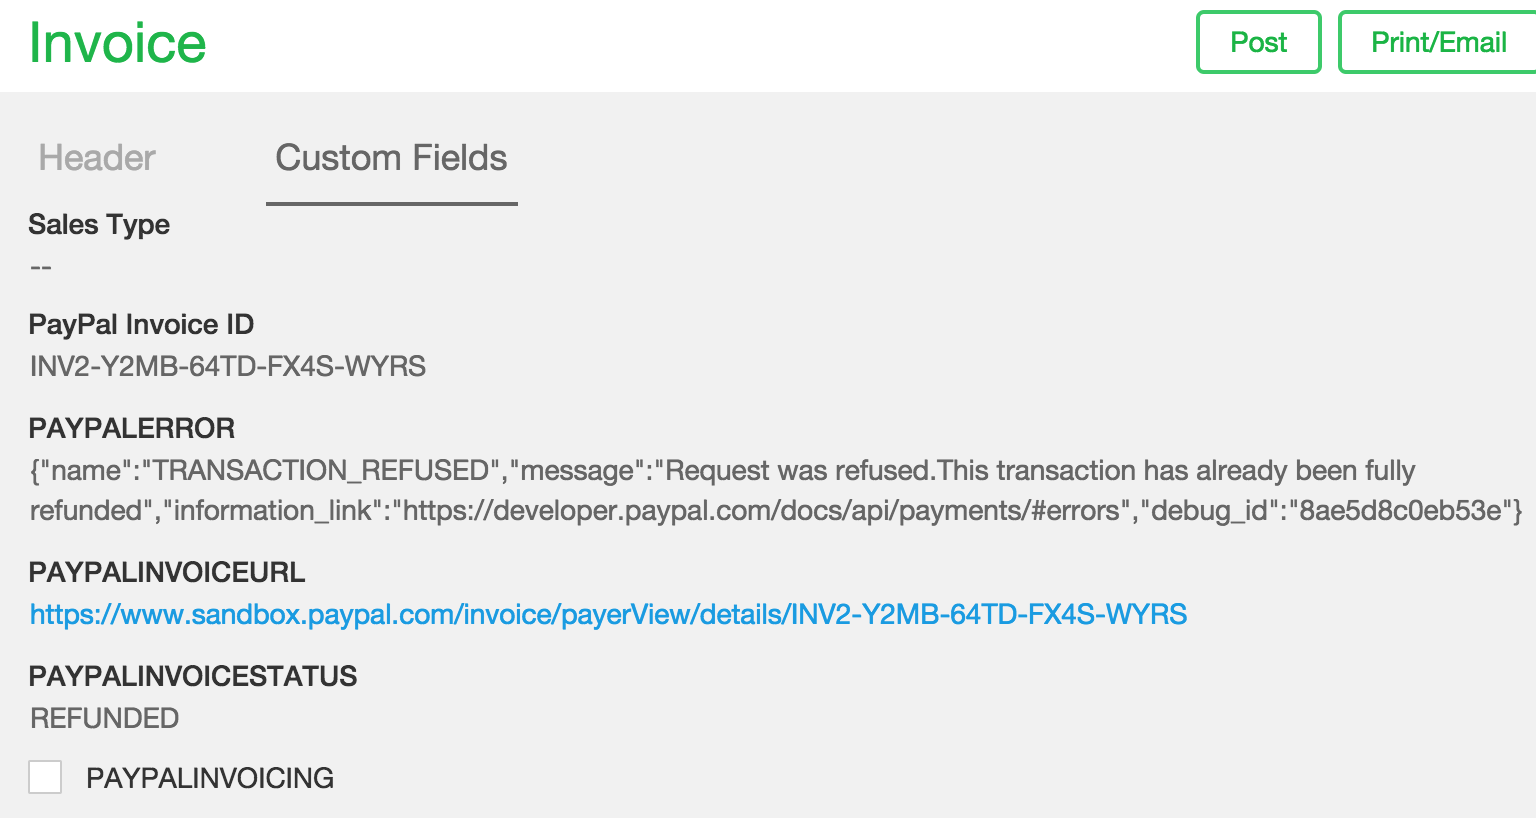 Invoice
Post
Print/Email
Header
Custom Fields
Sales Type
--
PayPal Invoice ID
INV2-Y2MB-64TD-FX4S-WYRS
PAYPALERROR
{"name":"TRANSACTION_REFUSED","message":"Request was refused.This transaction has already been fully
refunded","information_link":"https://developer.paypal.com/docs/api/payments/#errors","debug_id":"8ae5d8c0eb53e"}
PAYPALINVOICEURL
https://www.sandbox.paypal.com/invoice/payerView/details/INV2-Y2MB-64TD-FX4S-WYRS
PAYPALINVOICESTATUS
REFUNDED
PAYPALINVOICING